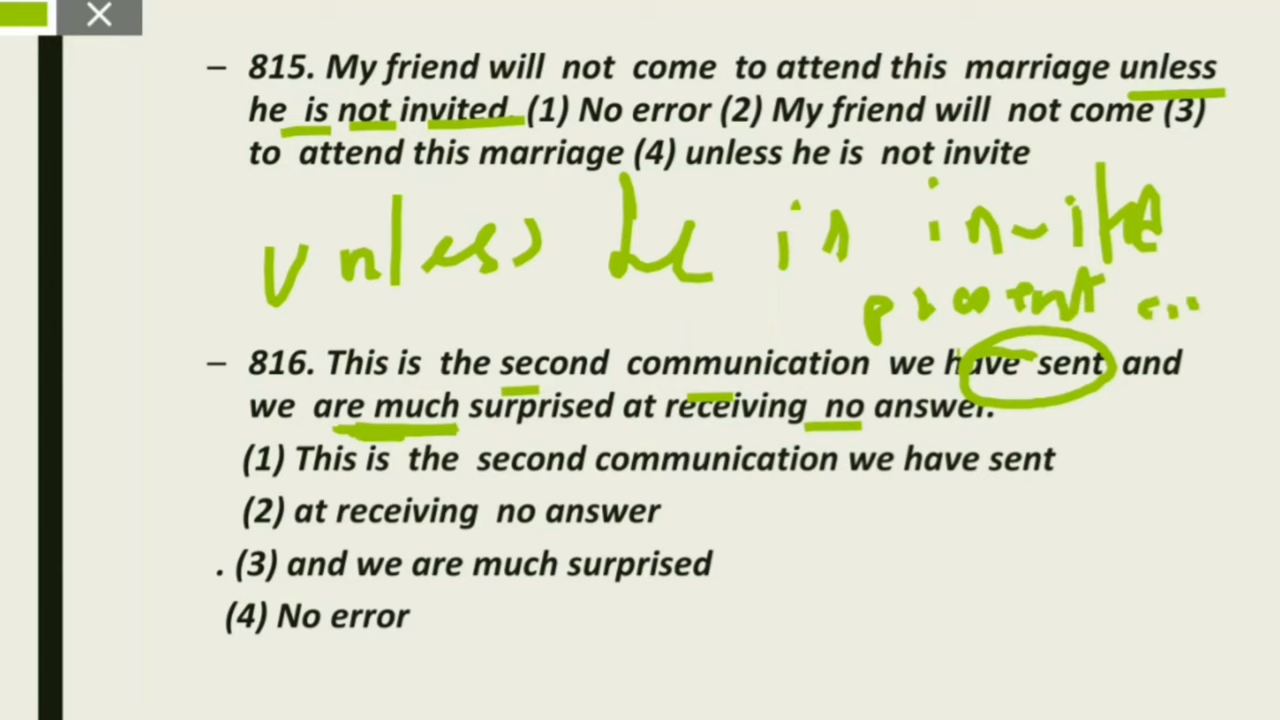 – 815. My friend will not come to attend this marriage unless
he is not invited. (1) No error (2) My friend will not come (3)
to attend this marriage (4) unless he is not invite
unless he is invite
– 816. This is the second communication we have sent and
we are much surprised at receiving no answer.
(1) This is the second communication we have sent
(2) at receiving no answer
. (3) and we are much surprised
(4) No error